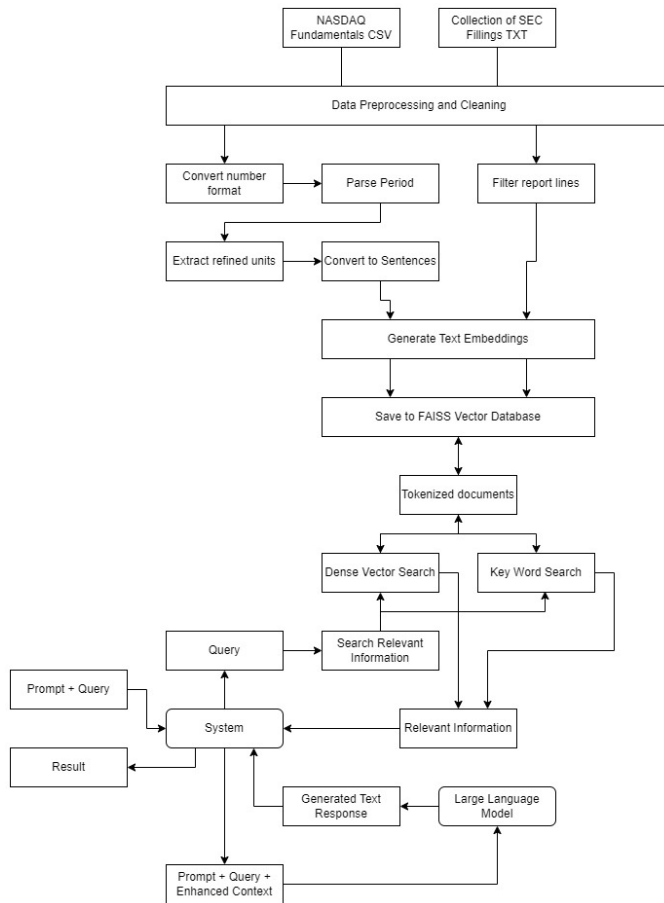 NASDAQ
Fundamentals CSV
Collection of SEC
Fillings TXT
Data Preprocessing and Cleaning
Convert number
format
Parse Period
Filter report lines
Extract refined units
Convert to Sentences
Generate Text Embeddings
Save to FAISS Vector Database
Tokenized documents
Dense Vector Search
Key Word Search
Query
Search Relevant
Information
Prompt + Query
System
Relevant Information
Result
Generated Text
Response
Large Language
Model
Prompt + Query +
Enhanced Context